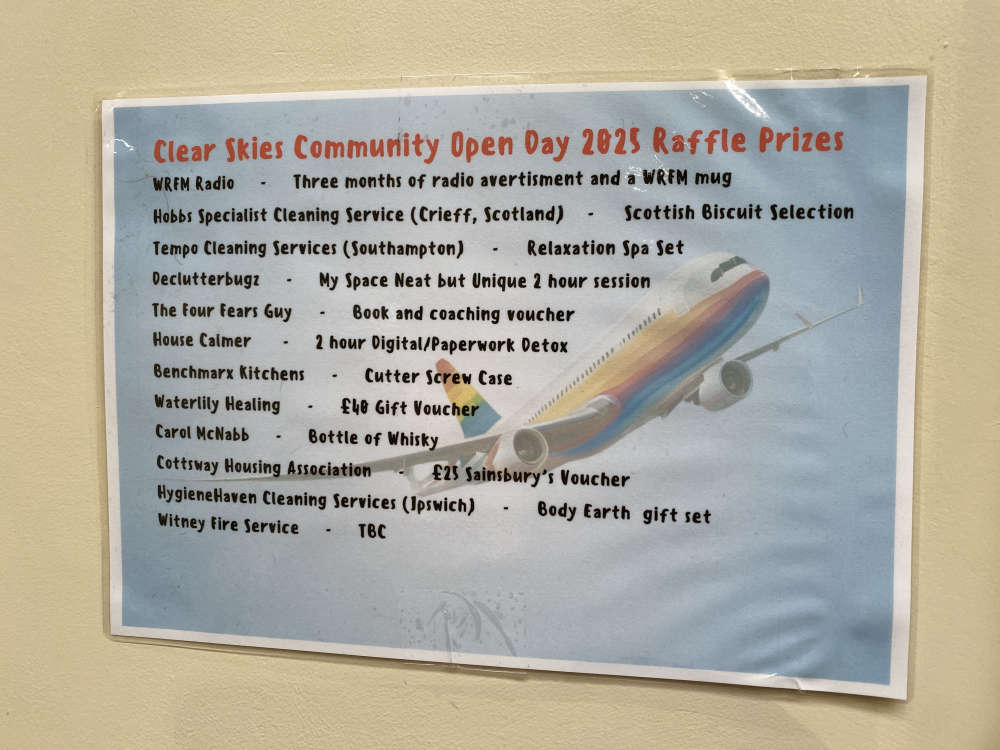 Clear Skies Community Open Day 2025 Raffle Prizes
WRFM Radio - Three months of radio avertisment and a WRFM mug
Hobbs Specialist Cleaning Service (Crieff, Scotland) - Scottish Biscuit Selection
Tempo Cleaning Services (Southampton) - Relaxation Spa Set
Declutterbugz - My Space Neat but Unique 2 hour session
The Four Fears Guy - Book and coaching voucher
House Calmer - 2 hour Digital/Paperwork Detox
Benchmarx Kitchens - Cutter Screw Case
Waterlily Healing - £40 Gift Voucher
Carol McNabb - Bottle of Whisky
Cottsway Housing Association - £25 Sainsbury's Voucher
HygieneHaven Cleaning Services (Ipswich) - Body Earth gift set
Witney Fire Service - TBC